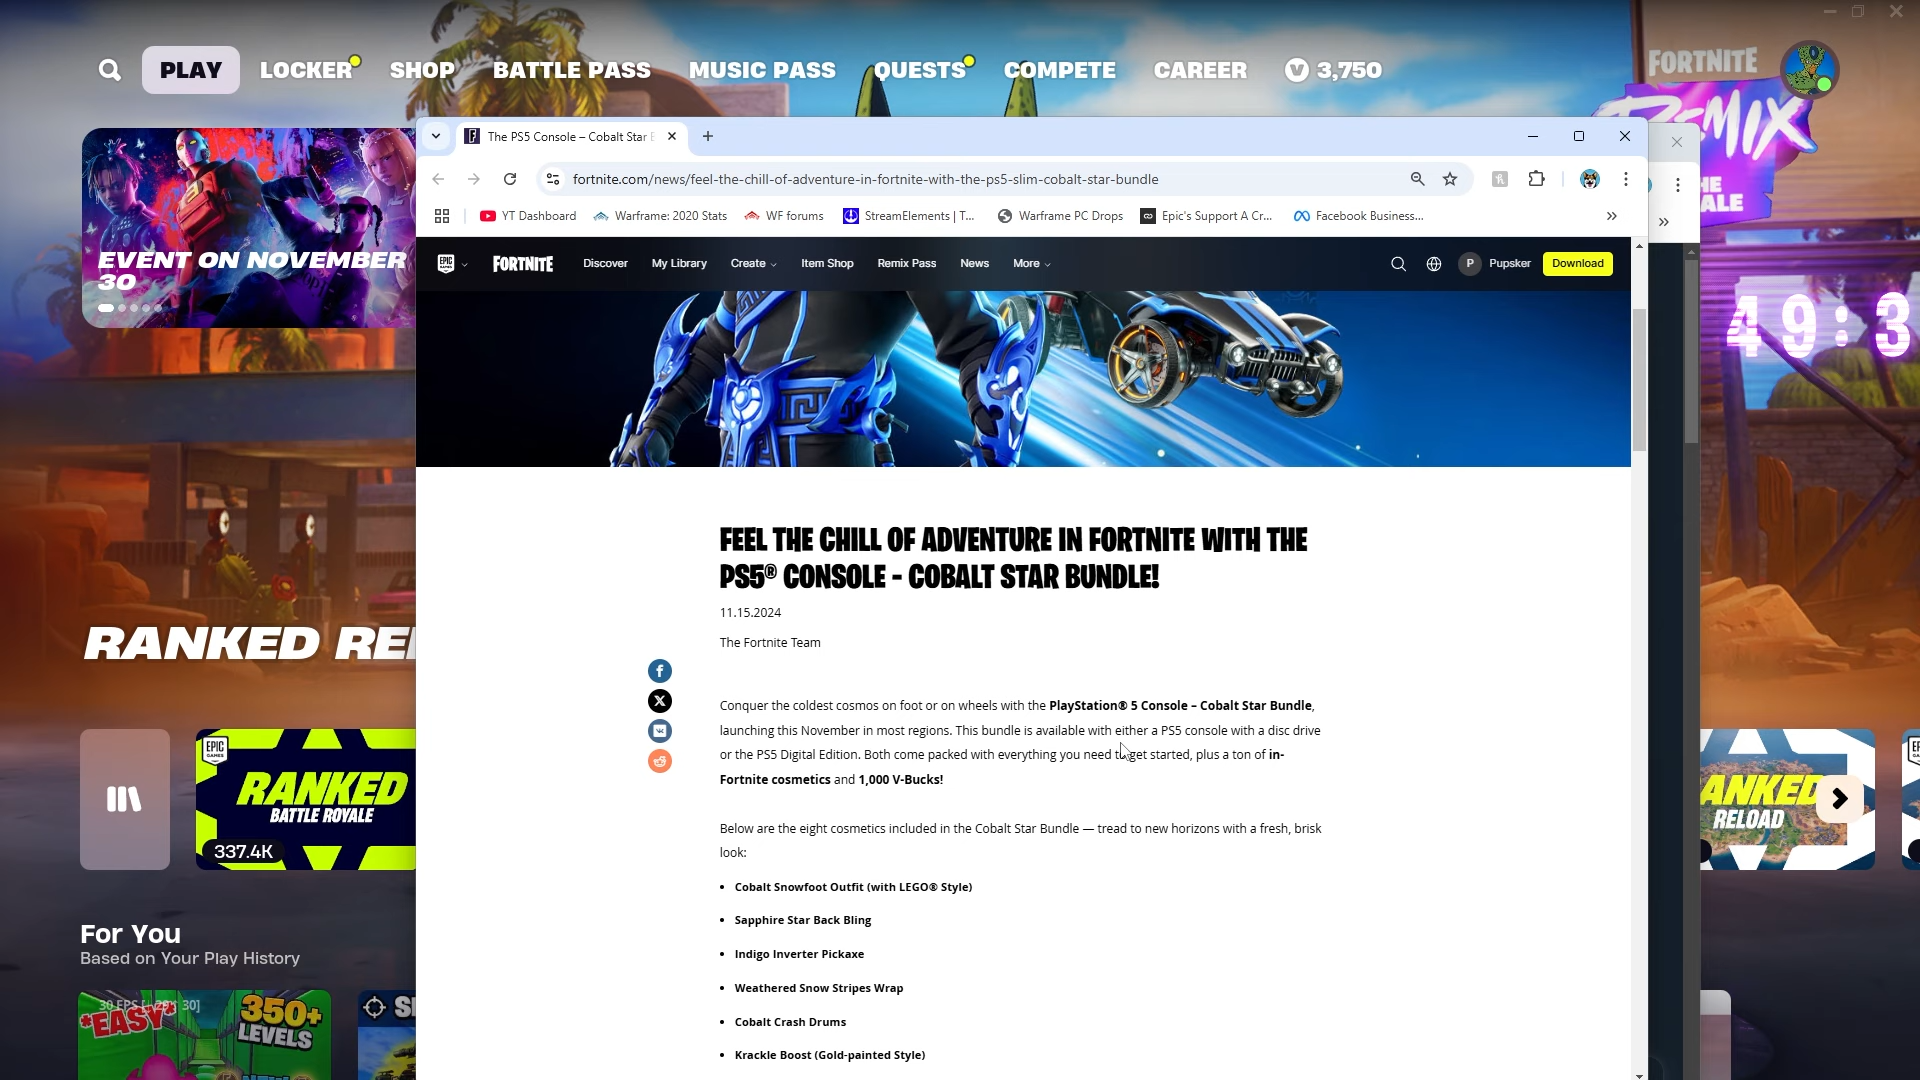 PLAY LOCKER SHOP BATTLE PASS MUSIC PASS QUESTS COMPETE CAREER V 3,750
FORTNITE
REMIX
EVENT ON NOVEMBER
30
The PS5 Console – Cobalt Star
fortnite.com/news/feel-the-chill-of-adventure-in-fortnite-with-the-ps5-slim-cobalt-star-bundle
YT Dashboard Warframe: 2020 Stats WF forums StreamElements | T... Warframe PC Drops Epic's Support A Cr... Facebook Business...
EPIC GAMES FORTNITE Discover My Library Create Item Shop Remix Pass News More P Pupsker Download
49:3
FEEL THE CHILL OF ADVENTURE IN FORTNITE WITH THE
PS5® CONSOLE - COBALT STAR BUNDLE!
11.15.2024
The Fortnite Team
Conquer the coldest cosmos on foot or on wheels with the PlayStation® 5 Console – Cobalt Star Bundle,
launching this November in most regions. This bundle is available with either a PS5 console with a disc drive
or the PS5 Digital Edition. Both come packed with everything you need to get started, plus a ton of in-
Fortnite cosmetics and 1,000 V-Bucks!
Below are the eight cosmetics included in the Cobalt Star Bundle — tread to new horizons with a fresh, brisk
look:
• Cobalt Snowfoot Outfit (with LEGO® Style)
• Sapphire Star Back Bling
• Indigo Inverter Pickaxe
• Weathered Snow Stripes Wrap
• Cobalt Crash Drums
• Krackle Boost (Gold-painted Style)
RANKED RE
EPIC GAMES
RANKED
BATTLE ROYALE
337.4K
ANKED
RELOAD
For You
Based on Your Play History
*EASY*
350+
LEVELS